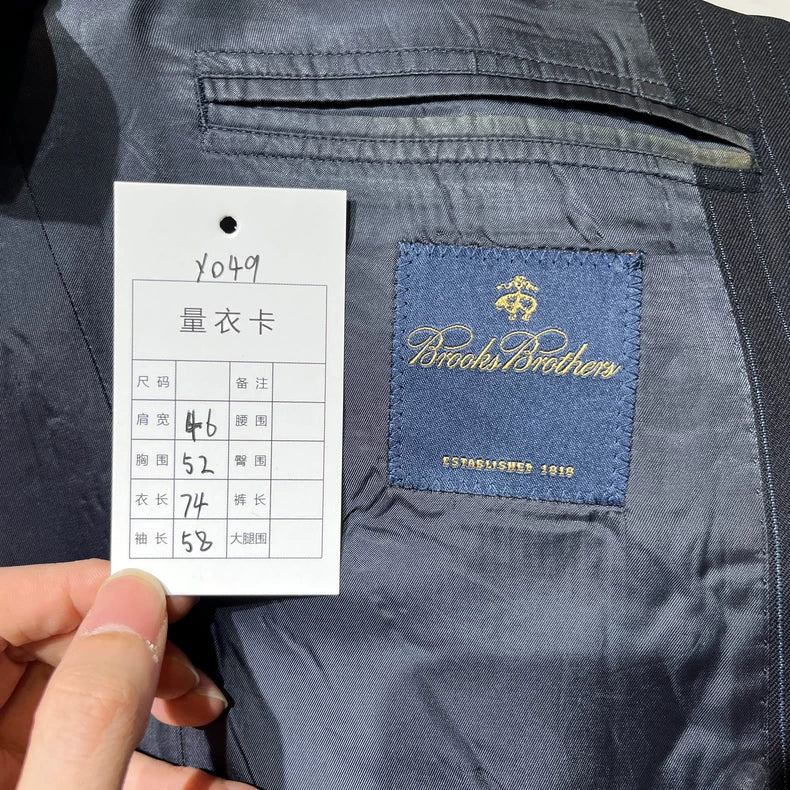 Y049
量衣卡
尺码 备注
肩宽 46 腰围
胸围 52 臀围
衣长 74 裤长
袖长 58 大腿围
Brooks Brothers
ESTABLISHED 1818